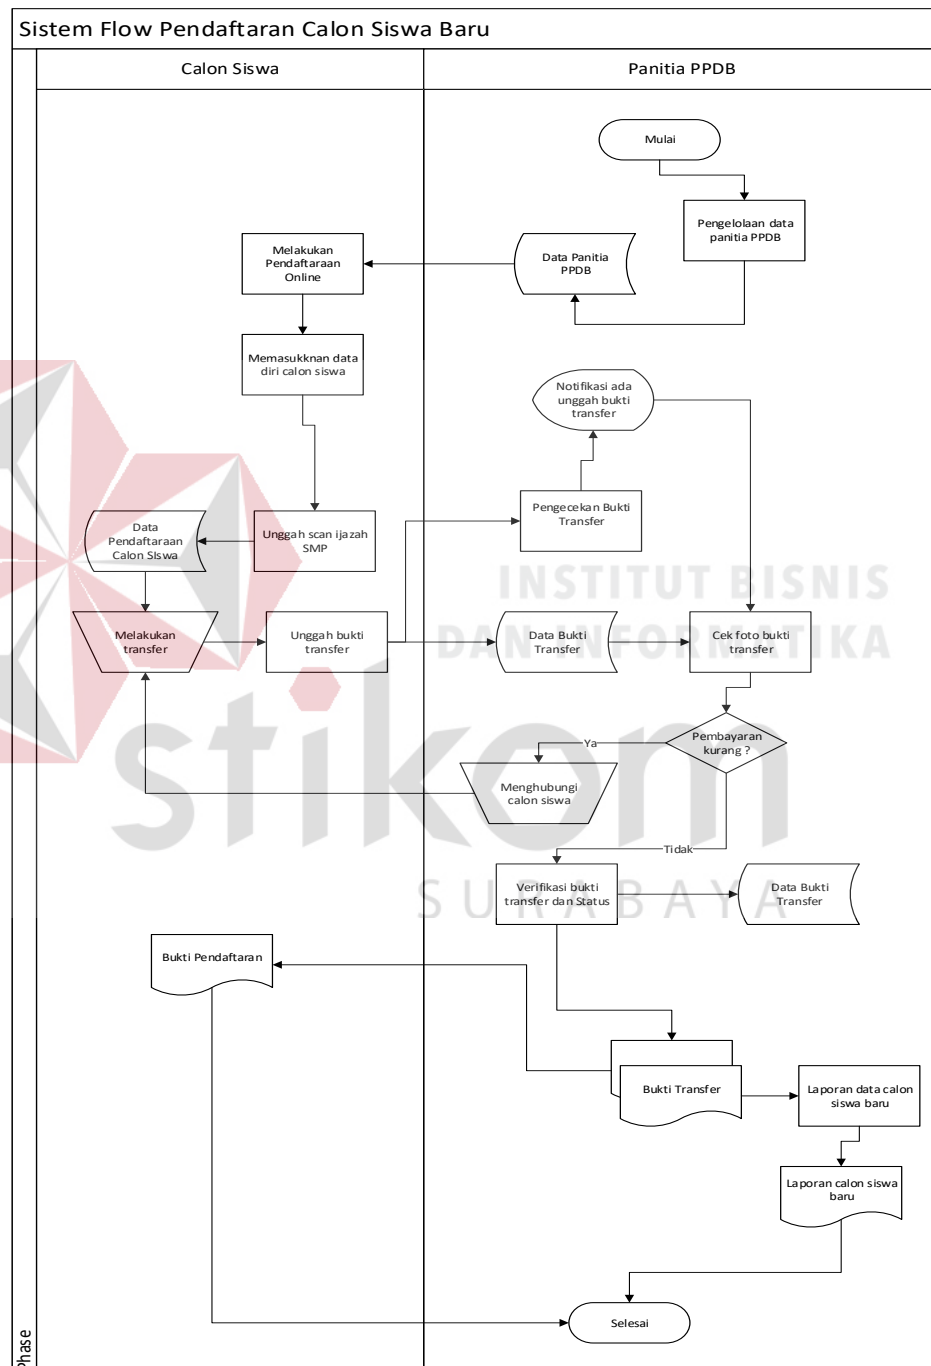 Sistem Flow Pendaftaran Calon Siswa Baru
Calon Siswa
Panitia PPDB
Mulai
Pengelolaan data
panitia PPDB
Melakukan
Pendaftaraan
Online
Data Panitia
PPDB
Memasukknan data
diri calon siswa
Notifikasi ada
unggah bukti
transfer
Pengecekan Bukti
Transfer
Data
Pendaftaraan
Calon SIswa
Unggah scan ijazah
SMP
INSTITUT BISNIS
DAN INFORMATIKA
Melakukan
transfer
Unggah bukti
transfer
Data Bukti
Transfer
Cek foto bukti
transfer
Pembayaran
kurang ?
Ya
stikom
Menghubungi
calon siswa
Tidak
Verifikasi bukti
transfer dan Status
Data Bukti
Transfer
SURABAYA
Bukti Pendaftaran
Bukti Transfer
Laporan data calon
siswa baru
Laporan calon siswa
baru
Selesai
Phase